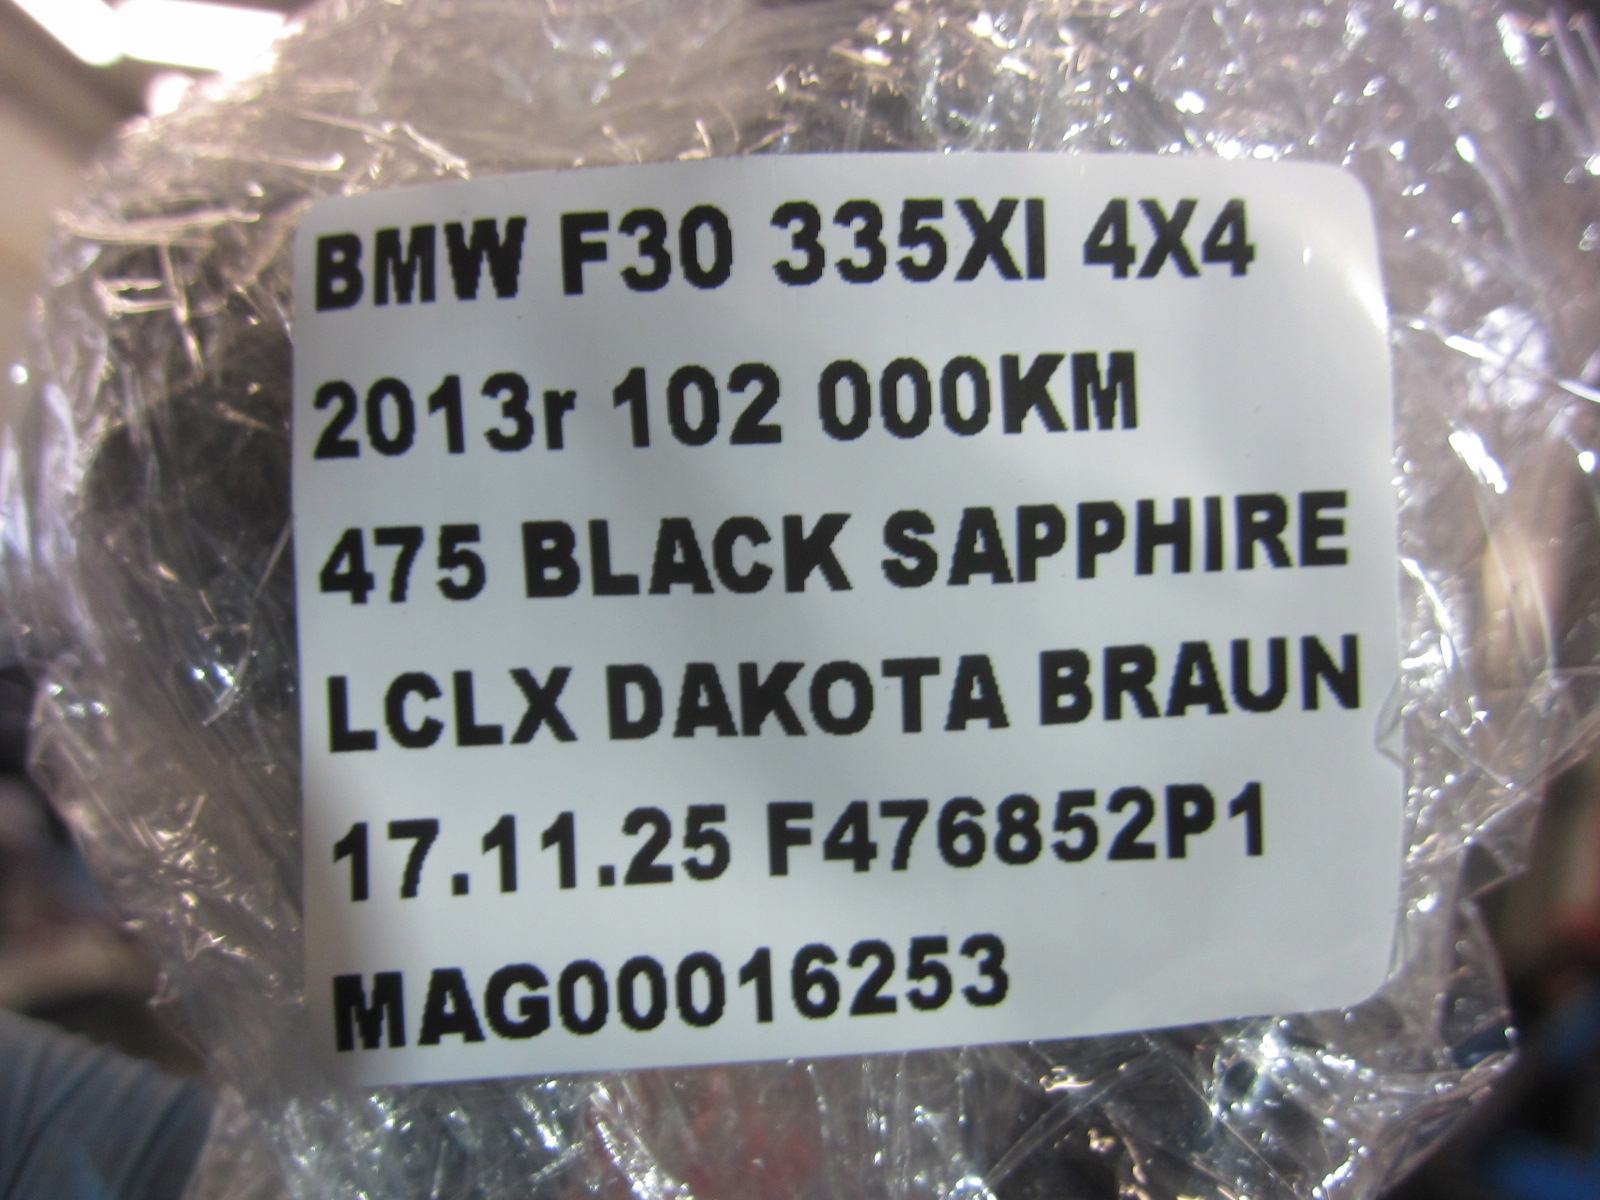 BMW F30 335XI 4X4
2013r 102 000KM
475 BLACK SAPPHIRE
LCLX DAKOTA BRAUN
17.11.25 F476852P1
MAG00016253